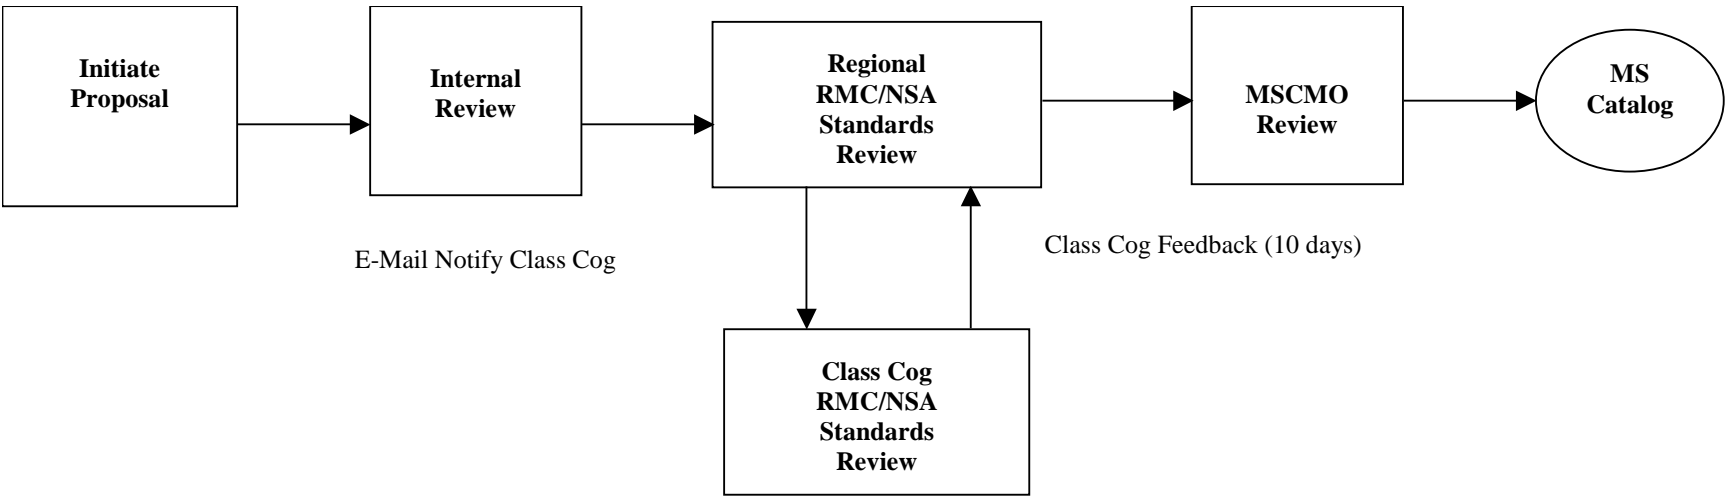 Initiate
Proposal
Internal
Review
Regional
RMC/NSA
Standards
Review
MSCMO
Review
MS
Catalog
E-Mail Notify Class Cog
Class Cog Feedback (10 days)
Class Cog
RMC/NSA
Standards
Review